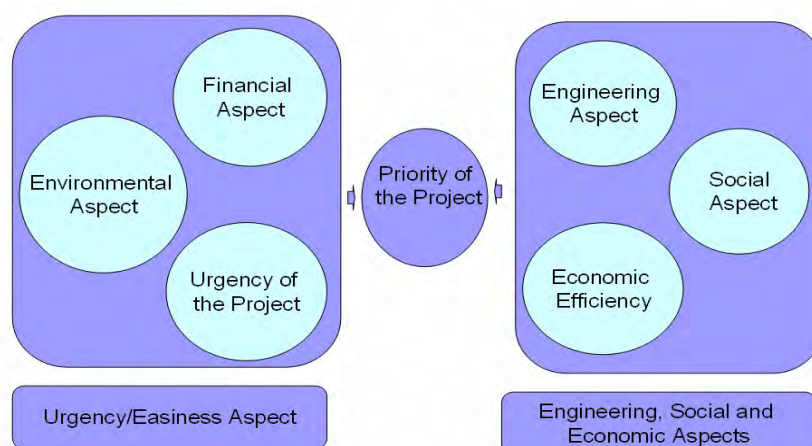 Financial
Aspect
Environmental
Aspect
Urgency of
the Project
Priority of
the Project
Engineering
Aspect
Social
Aspect
Economic
Efficiency
Urgency/Easiness Aspect
Engineering, Social and
Economic Aspects